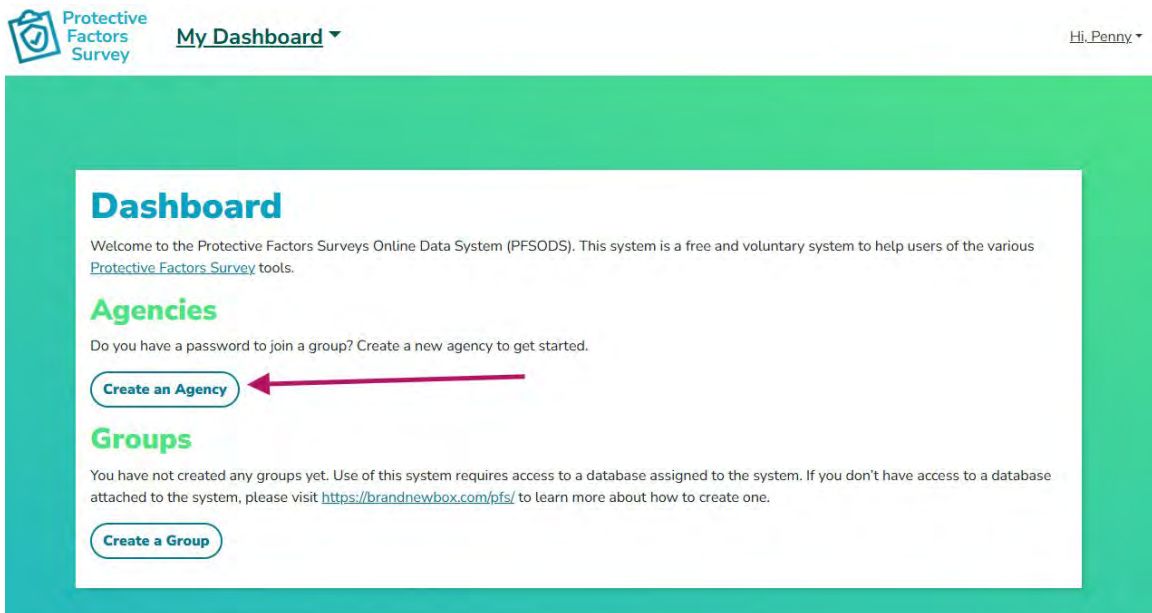 Protective
Factors
Survey
My Dashboard
Hi, Penny
Dashboard
Welcome to the Protective Factors Surveys Online Data System (PFSODS). This system is a free and voluntary system to help users of the various
Protective Factors Survey tools.
Agencies
Do you have a password to join a group? Create a new agency to get started.
Create an Agency
Groups
You have not created any groups yet. Use of this system requires access to a database assigned to the system. If you don't have access to a database
attached to the system, please visit https://brandnewbox.com/pfs/ to learn more about how to create one.
Create a Group